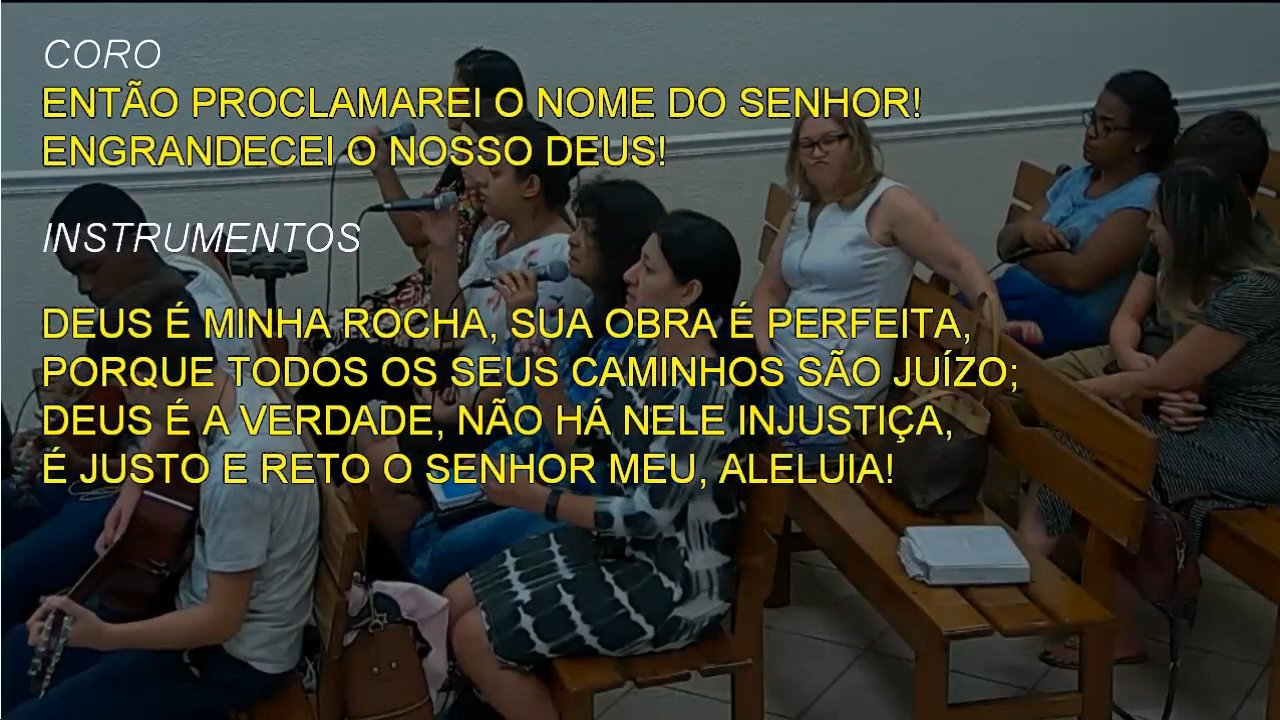 CORO
ENTÃO PROCLAMAREI O NOME DO SENHOR!
ENGRANDECEI O NOSSO DEUS!
INSTRUMENTOS
DEUS É MINHA ROCHA, SUA OBRA É PERFEITA,
PORQUE TODOS OS SEUS CAMINHOS SÃO JUÍZO;
DEUS É A VERDADE, NÃO HÁ NELE INJUSTIÇA,
É JUSTO E RETO O SENHOR MEU, ALELUIA!